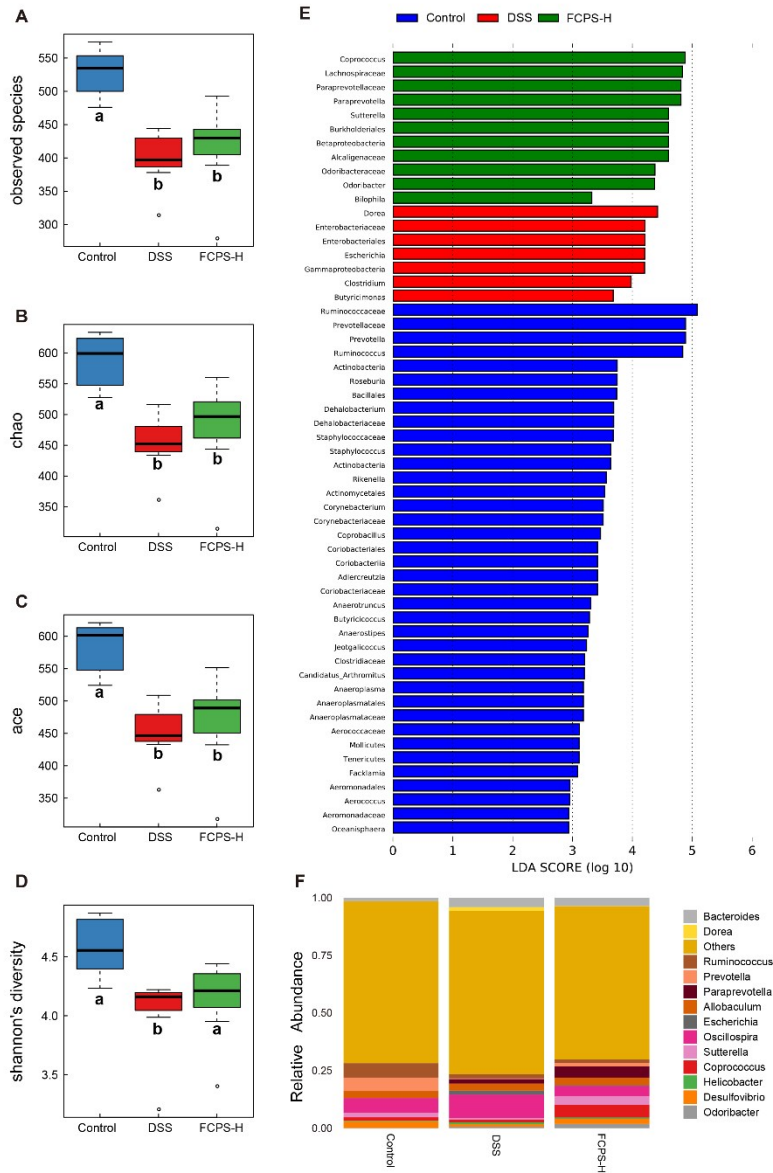 A
observed species
550
500
450
400
350
300
a
b
b
Control DSS FCPS-H
B
chao
600
550
500
450
400
350
a
b
b
Control DSS FCPS-H
C
ace
600
550
500
450
400
350
a
b
b
Control DSS FCPS-H
D
shannon's diversity
4.5
4.0
3.5
a
b
a
Control DSS FCPS-H
E
Control DSS FCPS-H
Coprococcus
Lachnospiraceae
Paraprevotellaceae
Paraprevotella
Sutterella
Burkholderiales
Betaproteobacteria
Alcaligenaceae
Odoribacteraceae
Odoribacter
Bilophila
Dorea
Enterobacteriaceae
Enterobacteriales
Escherichia
Gammaproteobacteria
Clostridium
Butyricimonas
Ruminococcaceae
Prevotellaceae
Prevotella
Ruminococcus
Actinobacteria
Roseburia
Bacillales
Dehalobacterium
Dehalobacteriaceae
Staphylococcaceae
Staphylococcus
Actinobacteria
Rikenella
Actinomycetales
Corynebacterium
Corynebacteriaceae
Coprobacillus
Coriobacteriales
Coriobacteriia
Adlercreutzia
Coriobacteriaceae
Anaerotruncus
Butyricicoccus
Anaerostipes
Jeotgalicoccus
Clostridiaceae
Candidatus_Arthromitus
Anaeroplasma
Anaeroplasmatales
Anaeroplasmataceae
Aerococcaceae
Mollicutes
Tenericutes
Facklamia
Aeromonadales
Aerococcus
Aeromonadaceae
Oceanisphaera
0 1 2 3 4 5 6
LDA SCORE (log 10)
F
Relative Abundance
1.00
0.75
0.50
0.25
0.00
Control
DSS
FCPS-H
Bacteroides
Dorea
Others
Ruminococcus
Prevotella
Paraprevotella
Allobaculum
Escherichia
Oscillospira
Sutterella
Coprococcus
Helicobacter
Desulfovibrio
Odoribacter